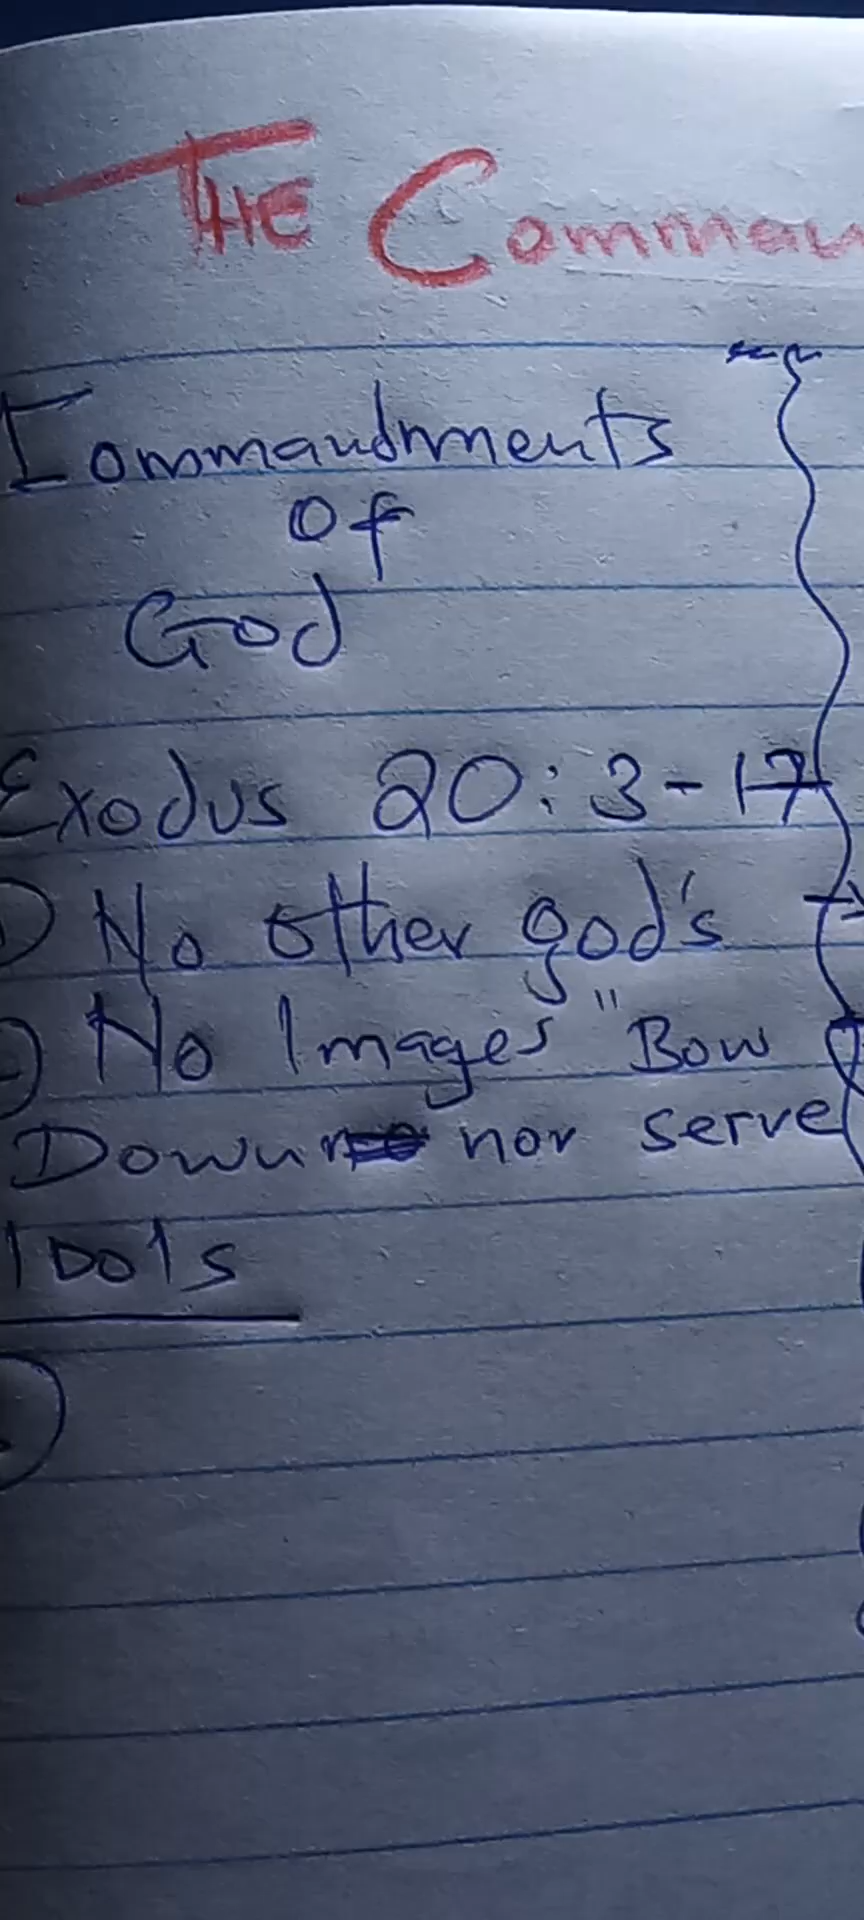 THE Comman
Commandments
Of
God
Exodus 20:3-17
No other god's
No Images "Bow
Down nor serve
IDols